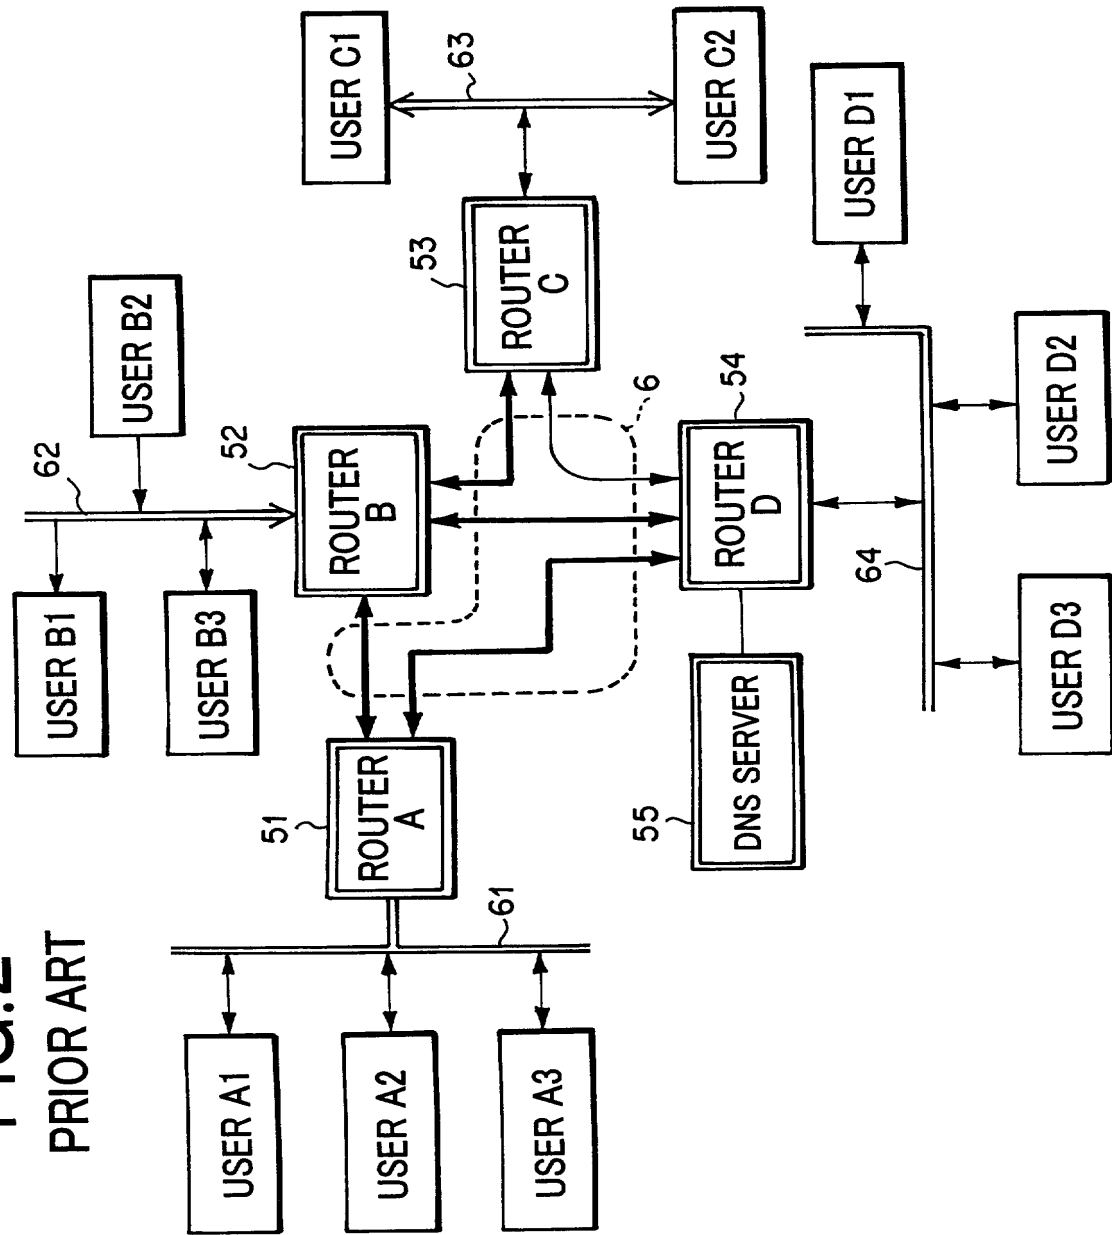 FIG.2
PRIOR ART
62
USER B1
USER B2
USER B3
52
ROUTER
B
USER A1
USER A2
USER A3
61
51
ROUTER
A
USER C1
63
USER C2
53
ROUTER
C
6
54
ROUTER
D
55
DNS SERVER
64
USER D1
USER D2
USER D3